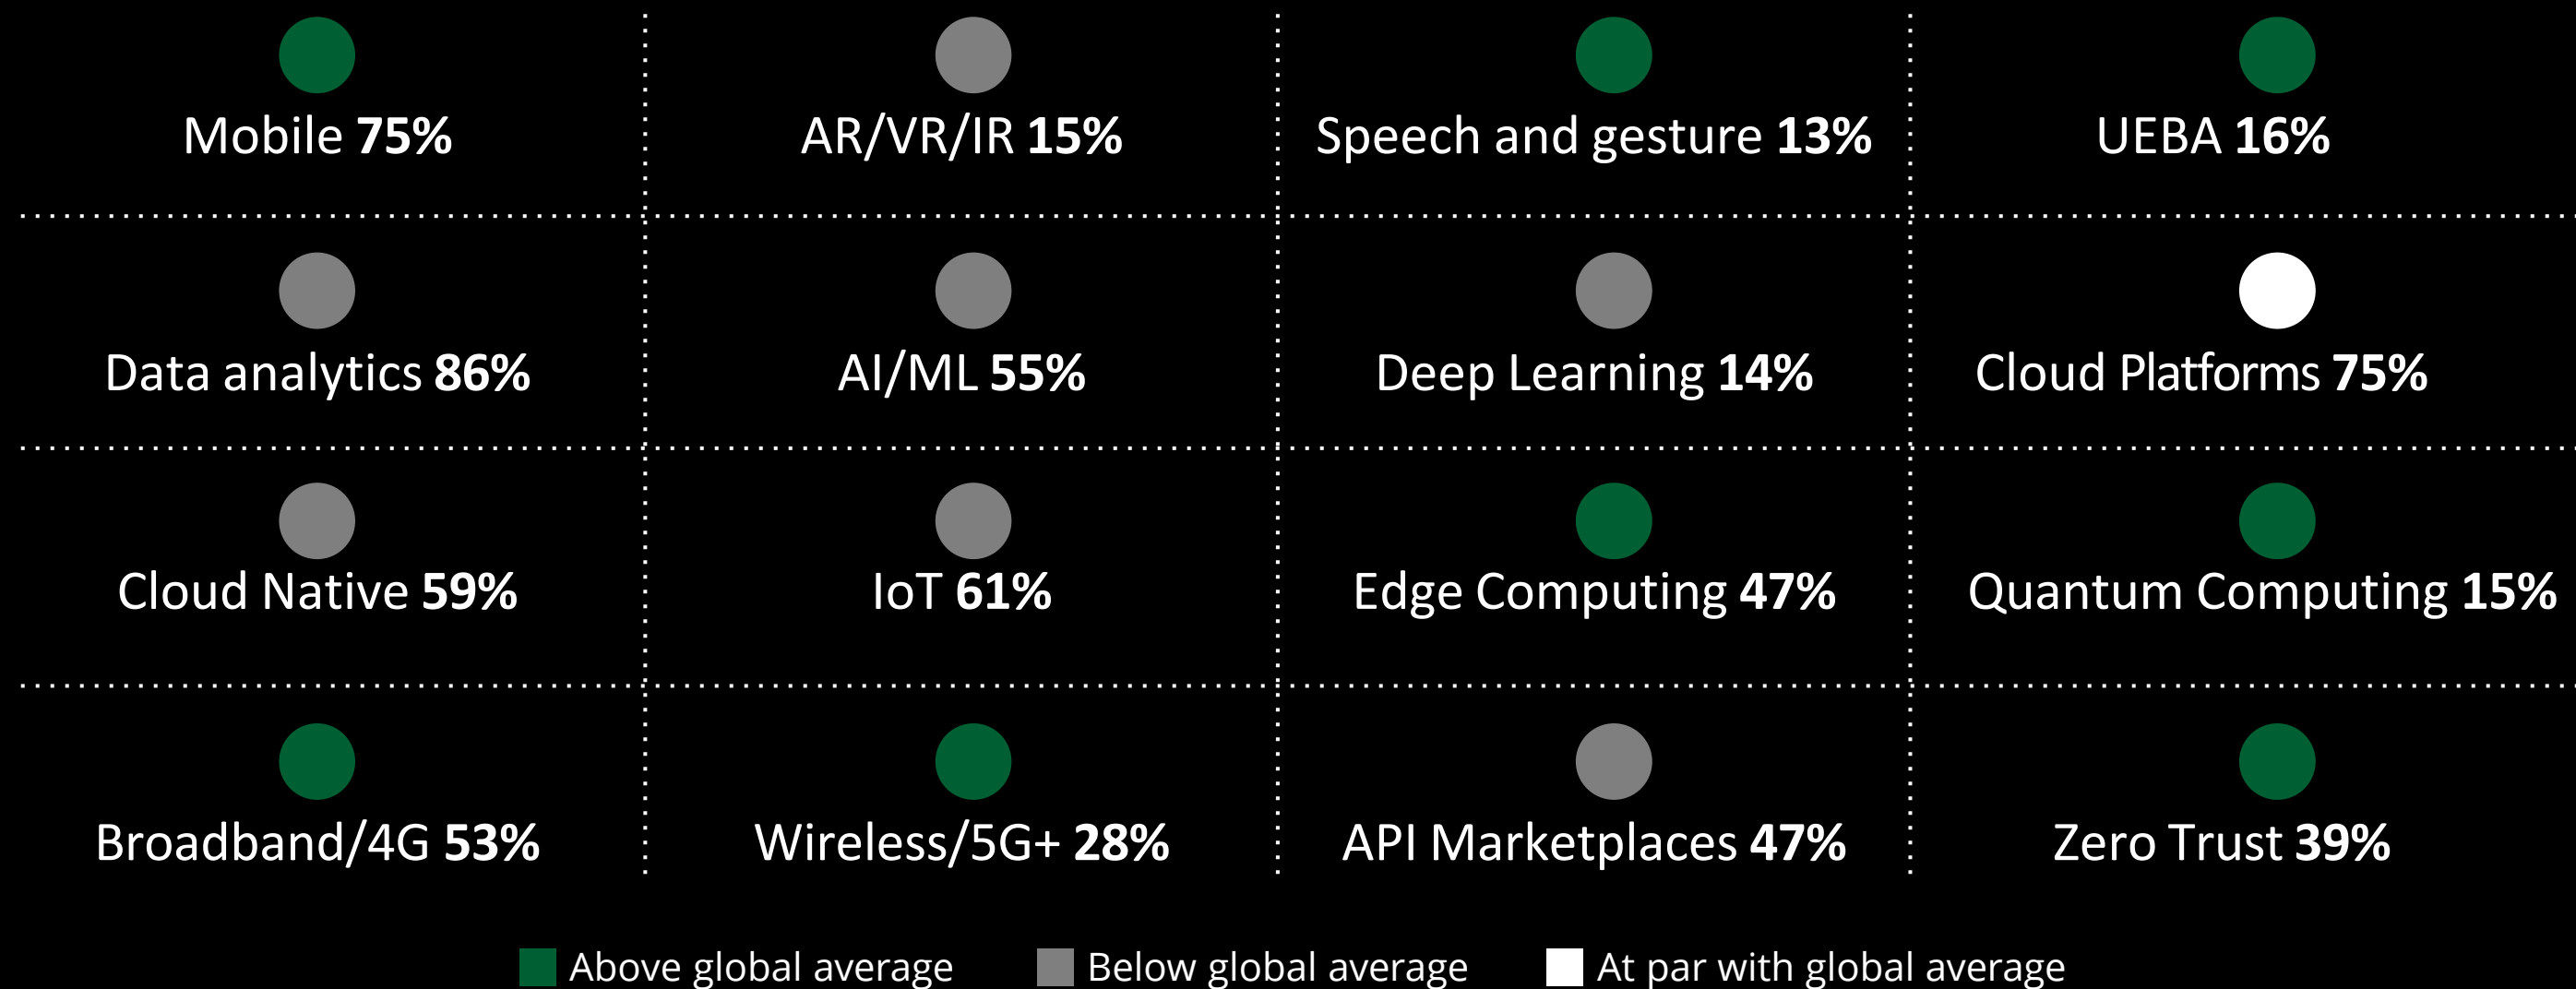 Mobile 75%
AR/VR/IR 15%
Speech and gesture 13%
UEBA 16%
Data analytics 86%
AI/ML 55%
Deep Learning 14%
Cloud Platforms 75%
Cloud Native 59%
IoT 61%
Edge Computing 47%
Quantum Computing 15%
Broadband/4G 53%
Wireless/5G+ 28%
API Marketplaces 47%
Zero Trust 39%
Above global average
Below global average
At par with global average